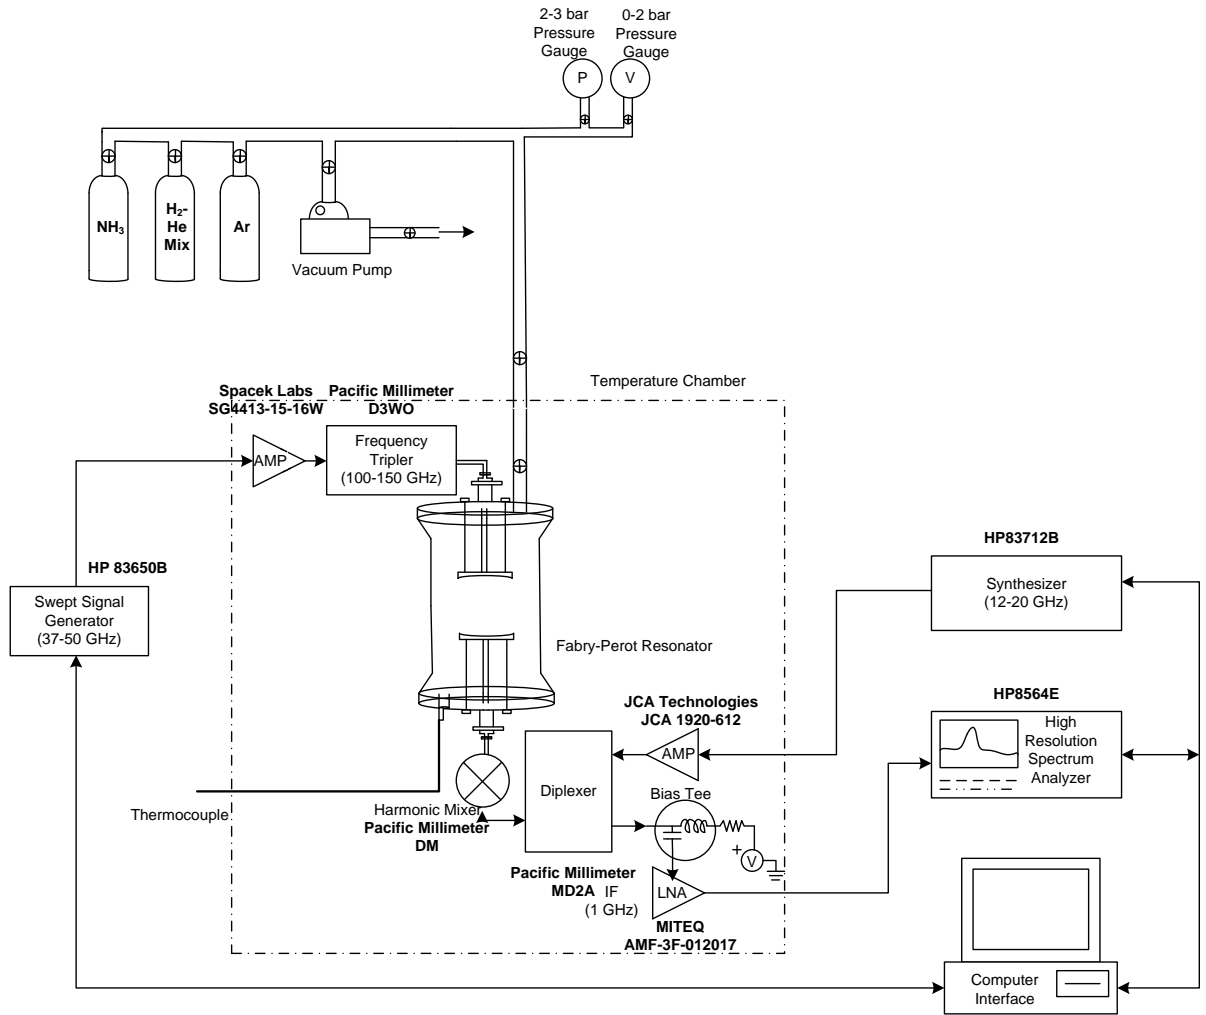 2-3 bar
Pressure
Gauge
0-2 bar
Pressure
Gauge
P
V
NH3
H2-
He
Mix
Ar
Vacuum Pump
Temperature Chamber
Spacek Labs
SG4413-15-16W
Pacific Millimeter
D3WO
AMP
Frequency
Tripler
(100-150 GHz)
HP 83650B
Swept Signal
Generator
(37-50 GHz)
HP83712B
Synthesizer
(12-20 GHz)
Fabry-Perot Resonator
HP8564E
High
Resolution
Spectrum
Analyzer
JCA Technologies
JCA 1920-612
AMP
Diplexer
Bias Tee
Thermocouple
Harmonic Mixer
Pacific Millimeter
DM
+
V
Pacific Millimeter
MD2A IF
(1 GHz)
LNA
MITEQ
AMF-3F-012017
Computer
Interface